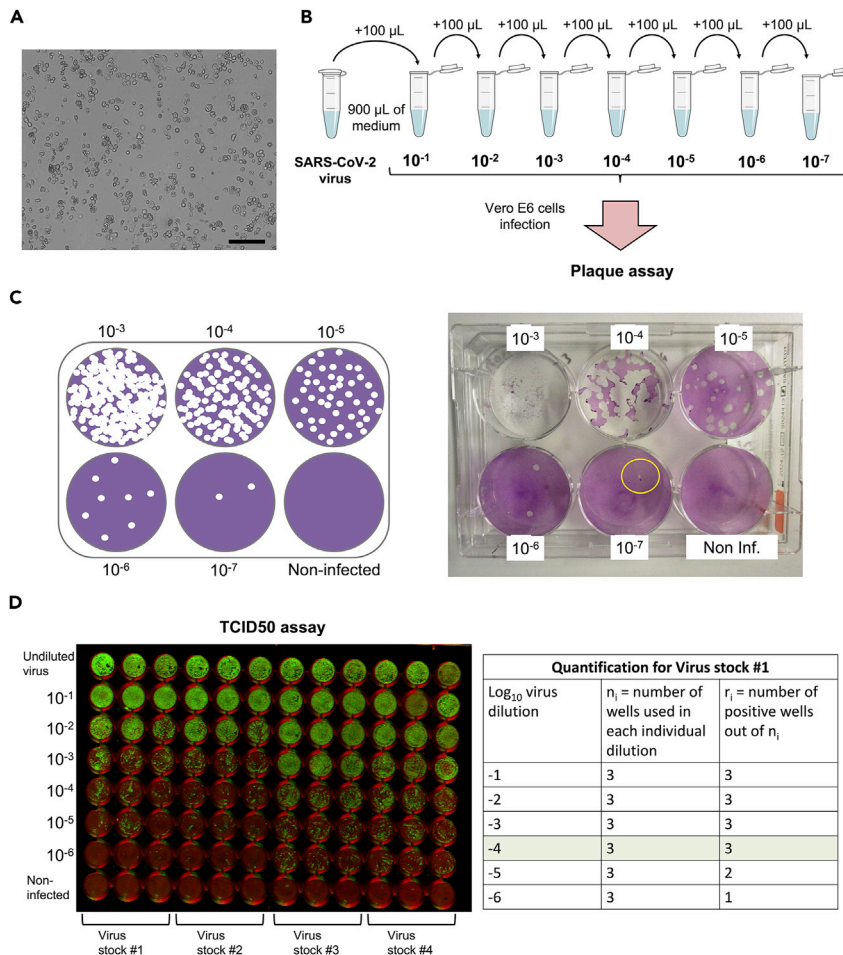 A
B
+100 µL
+100 µL
+100 µL
+100 µL
+100 µL
+100 µL
+100 µL
900 µL of
medium
SARS-CoV-2
virus
10-1
10-2
10-3
10-4
10-5
10-6
10-7
Vero E6 cells
infection
Plaque assay
C
10-3
10-4
10-5
10-6
10-7
Non-infected
10-3
10-4
10-5
10-6
10-7
Non Inf.
D
TCID50 assay
Undiluted
virus
10-1
10-2
10-3
10-4
10-5
10-6
Non-
infected
Virus
stock #1
Virus
stock #2
Virus
stock #3
Virus
stock #4
Quantification for Virus stock #1
Log10 virus
dilution
ni = number of
wells used in
each individual
dilution
ri = number of
positive wells
out of ni
-1 3 3
-2 3 3
-3 3 3
-4 3 3
-5 3 2
-6 3 1